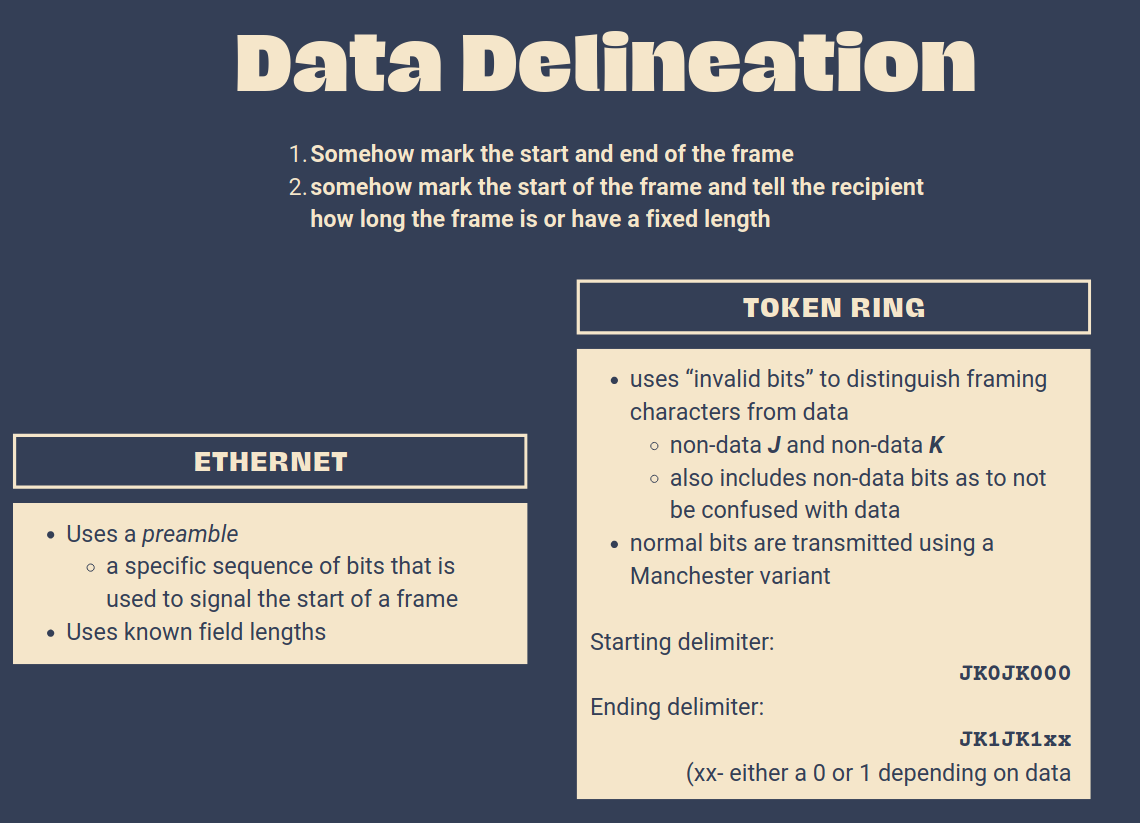 Data Delineation
1. Somehow mark the start and end of the frame
2. somehow mark the start of the frame and tell the recipient
how long the frame is or have a fixed length
ETHERNET
• Uses a preamble
○ a specific sequence of bits that is
used to signal the start of a frame
• Uses known field lengths
TOKEN RING
• uses “invalid bits” to distinguish framing
characters from data
○ non-data J and non-data K
○ also includes non-data bits as to not
be confused with data
• normal bits are transmitted using a
Manchester variant
Starting delimiter:
JK0JK000
Ending delimiter:
JK1JK1xx
(xx- either a 0 or 1 depending on data